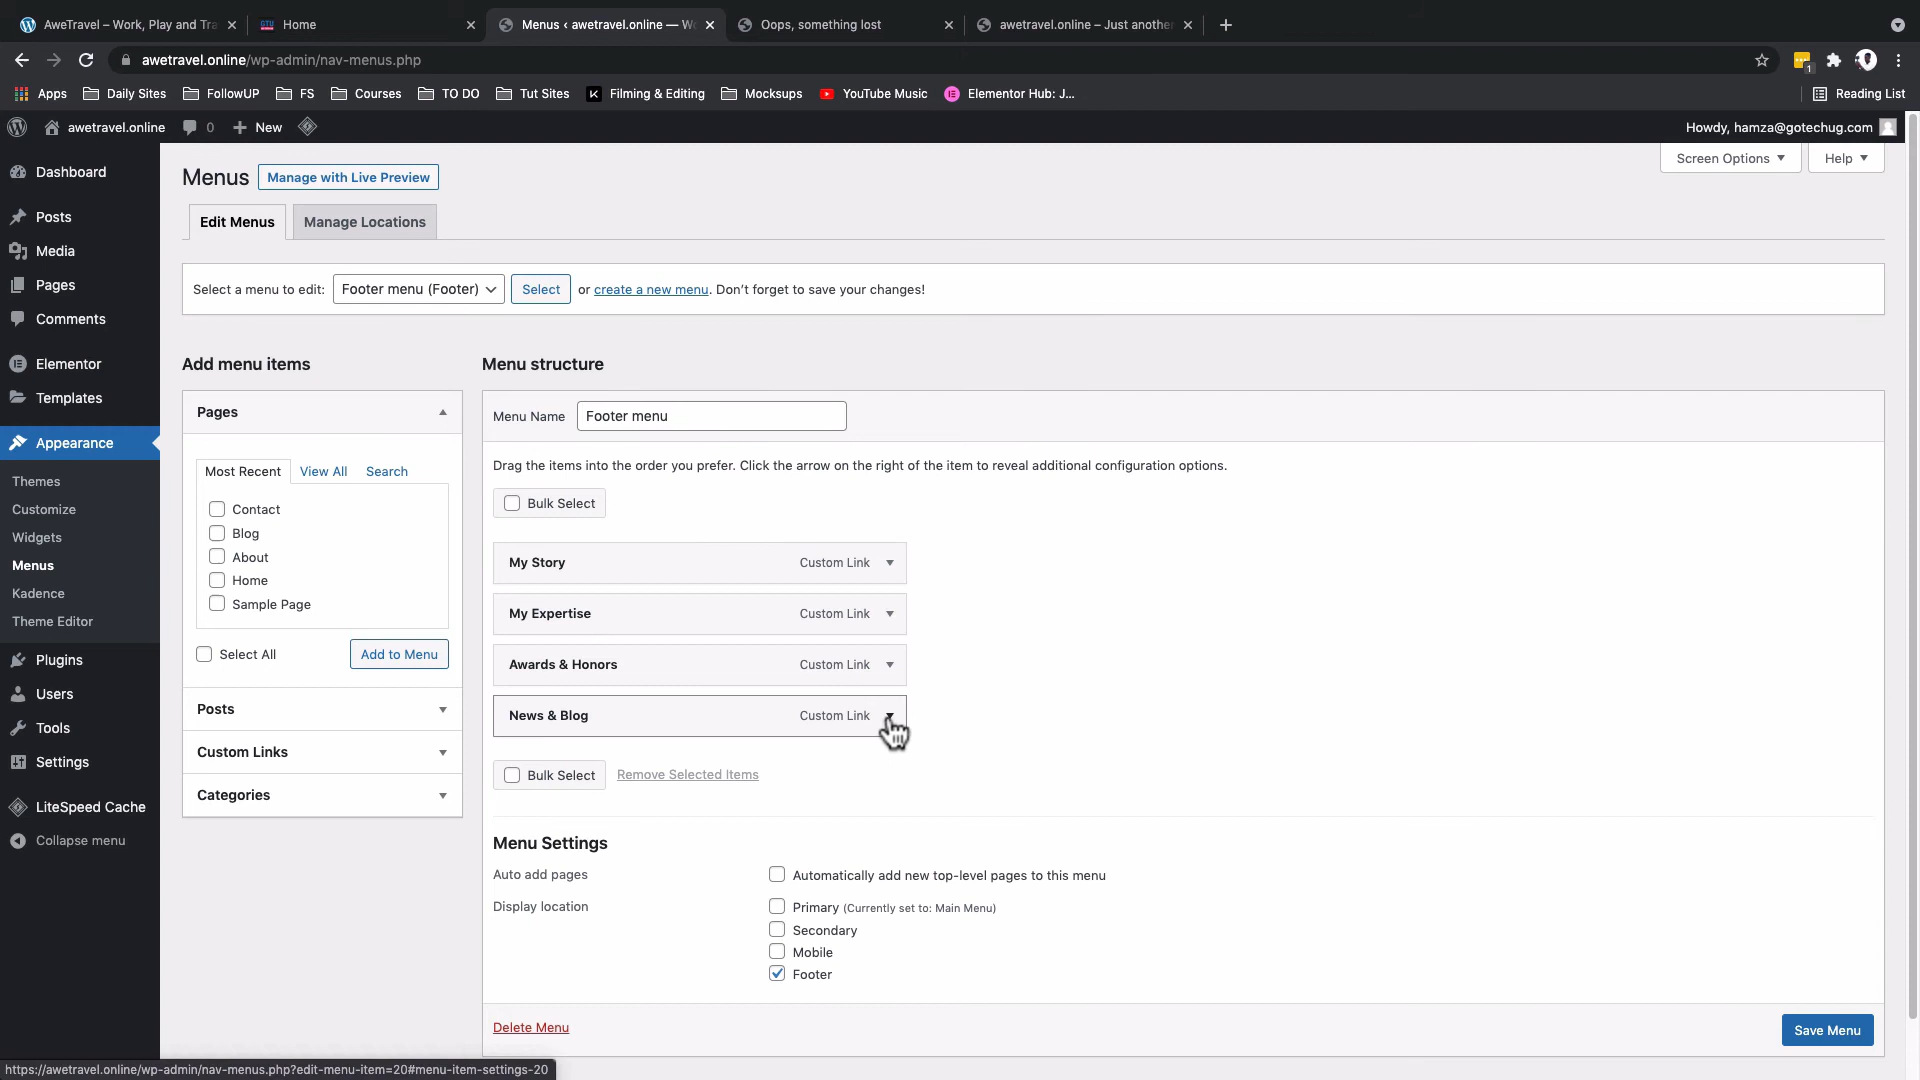 AweTravel – Work, Play and Tra
Home
Menus ‹ awetravel.online — Wo
Oops, something lost
awetravel.online – Just another
awetravel.online/wp-admin/nav-menus.php
1
Apps
Daily Sites
FollowUP
FS
Courses
TO DO
Tut Sites
Filming & Editing
Mocksups
YouTube Music
Elementor Hub: J...
Reading List
awetravel.online
0
New
Howdy, hamza@gotechug.com
Dashboard
Posts
Media
Pages
Comments
Elementor
Templates
Appearance
Themes
Customize
Widgets
Menus
Kadence
Theme Editor
Plugins
Users
Tools
Settings
LiteSpeed Cache
Collapse menu
Menus
Manage with Live Preview
Screen Options
Help
Edit Menus
Manage Locations
Select a menu to edit: Footer menu (Footer) Select or create a new menu. Don't forget to save your changes!
Add menu items
Pages
Most Recent
View All
Search
Contact
Blog
About
Home
Sample Page
Select All
Add to Menu
Posts
Custom Links
Categories
Menu structure
Menu Name
Footer menu
Drag the items into the order you prefer. Click the arrow on the right of the item to reveal additional configuration options.
Bulk Select
My Story Custom Link
My Expertise Custom Link
Awards & Honors Custom Link
News & Blog Custom Link
Bulk Select
Remove Selected Items
Menu Settings
Auto add pages
Automatically add new top-level pages to this menu
Display location
Primary (Currently set to: Main Menu)
Secondary
Mobile
Footer
Delete Menu
Save Menu
https://awetravel.online/wp-admin/nav-menus.php?edit-menu-item=20#menu-item-settings-20